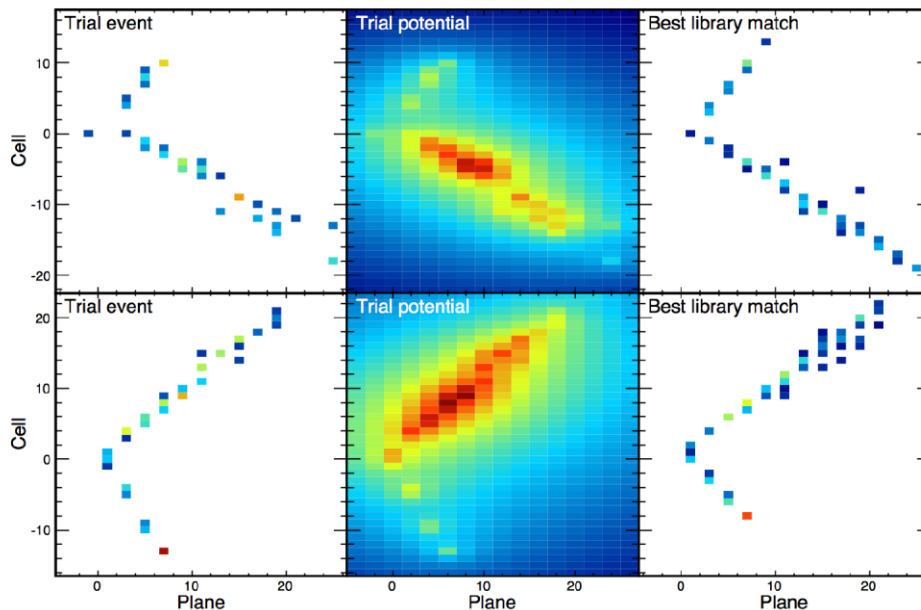 Trial event Trial potential Best library match
10
0
-10
-20
Cell
Trial event Trial potential Best library match
20
10
0
-10
Cell
0 10 20 0 10 20 0 10 20
Plane Plane Plane